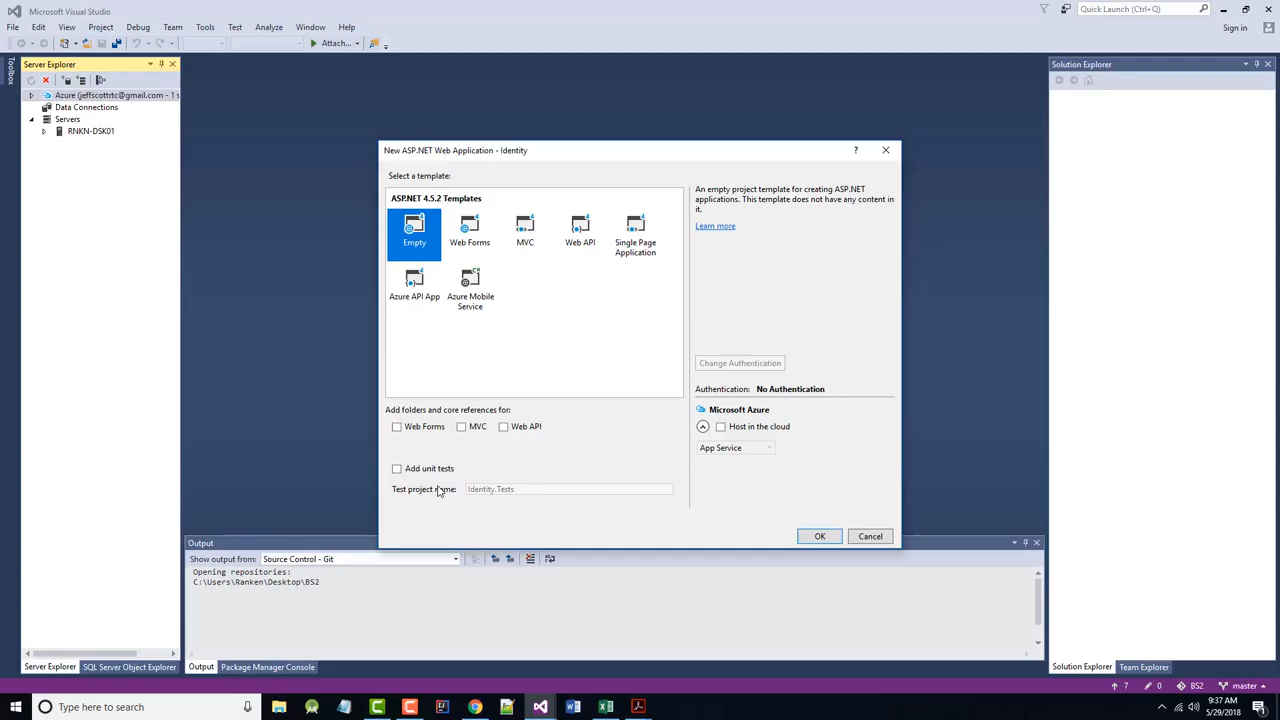 Microsoft Visual Studio
Quick Launch (Ctrl+Q)
File Edit View Project Debug Team Tools Test Analyze Window Help
Sign in
Attach...
Toolbox
Server Explorer
Azure (jeffscottrtc@gmail.com - 1 s
Data Connections
Servers
RNKN-DSK01
Solution Explorer
New ASP.NET Web Application - Identity
?
Select a template:
ASP.NET 4.5.2 Templates
Empty
Web Forms
MVC
Web API
Single Page
Application
Azure API App
Azure Mobile
Service
An empty project template for creating ASP.NET
applications. This template does not have any content in
it.
Learn more
Change Authentication
Authentication: No Authentication
Microsoft Azure
Host in the cloud
App Service
Add folders and core references for:
Web Forms MVC Web API
Add unit tests
Test project name: Identity.Tests
OK Cancel
Output
Show output from: Source Control - Git
Opening repositories:
C:\Users\Ranken\Desktop\BS2
Server Explorer SQL Server Object Explorer
Output Package Manager Console
Solution Explorer Team Explorer
7 0 BS2 master
Type here to search
9:37 AM
5/29/2018